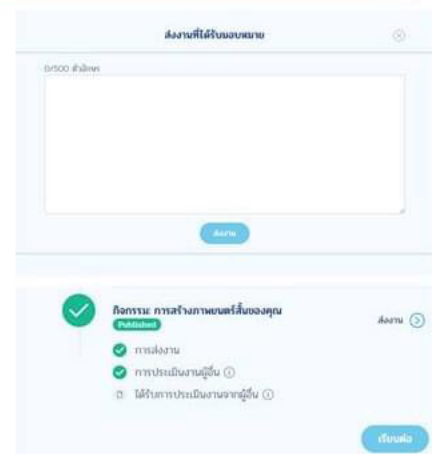 ส่งงานที่ได้รับมอบหมาย
0/500 ตัวอักษร
ส่งงาน
กิจกรรม: การสร้างภาพยนตร์สั้นของคุณ
Published
ส่งงาน
การส่งงาน
การประเมินงานผู้อื่น
ได้รับการประเมินงานจากผู้อื่น
เรียนต่อ